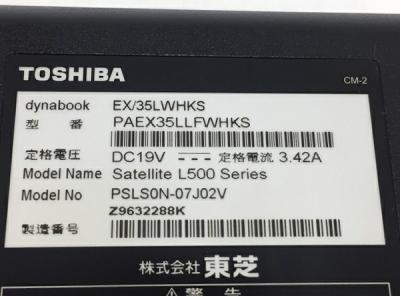 TOSHIBA
CM-2
dynabook EX/35LWHKS
型 番 PAEX35LLFWHKS
定格電圧 DC19V ⎓ 定格電流 3.42A
Model Name Satellite L500 Series
Model No PSLS0N-07J02V
Z9632288K
製造番号
株式会社 東芝
⚠ 警 告